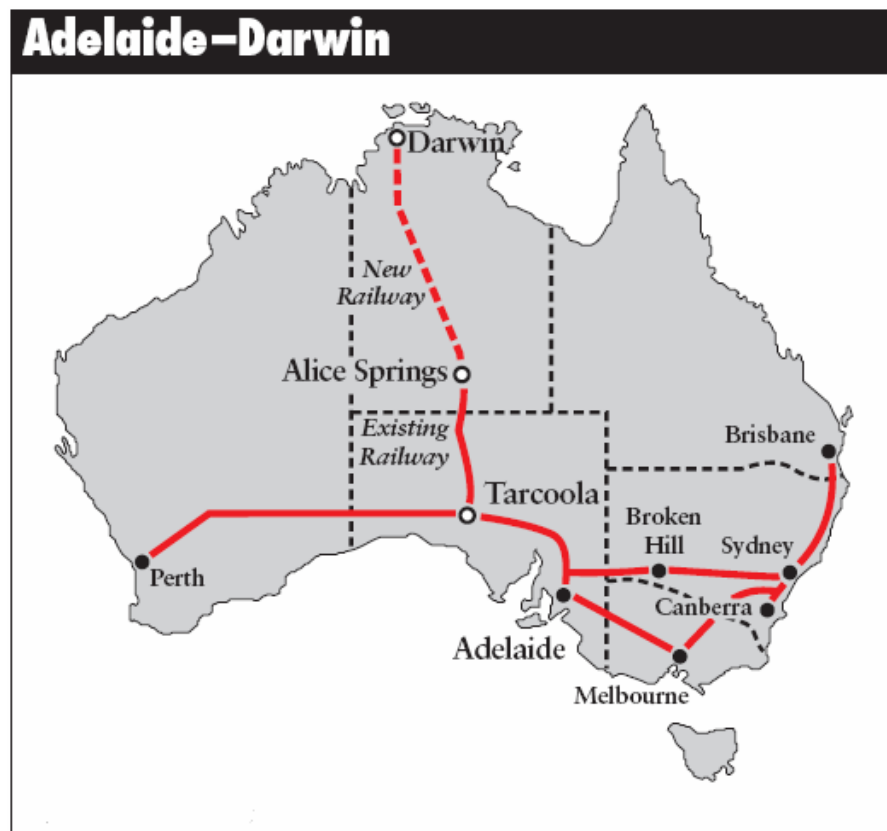 Adelaide–Darwin
Darwin
New
Railway
Alice Springs
Existing
Railway
Brisbane
Tarcoola
Broken
Hill
Sydney
Perth
Canberra
Adelaide
Melbourne